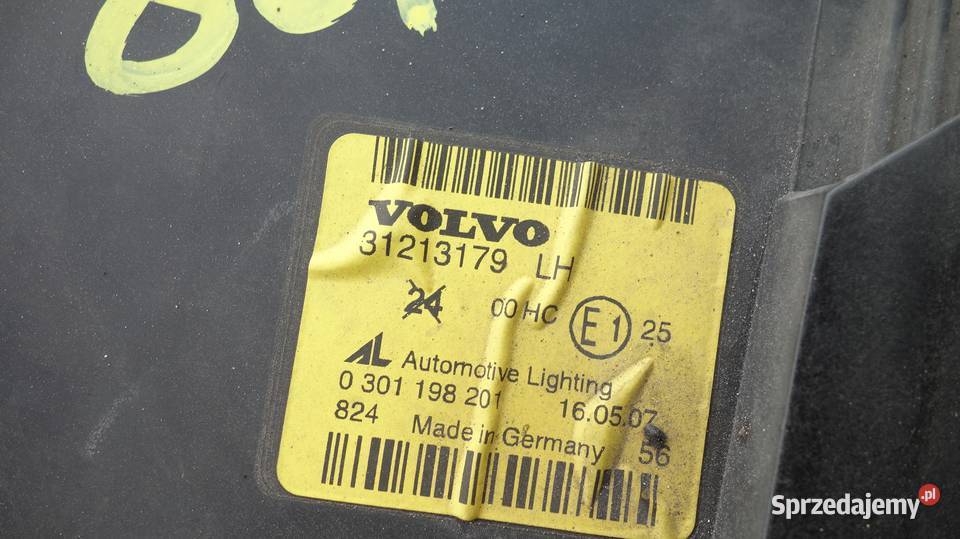 VOLVO
31213179 LH
24 00 HC E1 25
AL Automotive Lighting
0 301 198 201 16.05.07
824 Made in Germany 56
Sprzedajemy.pl